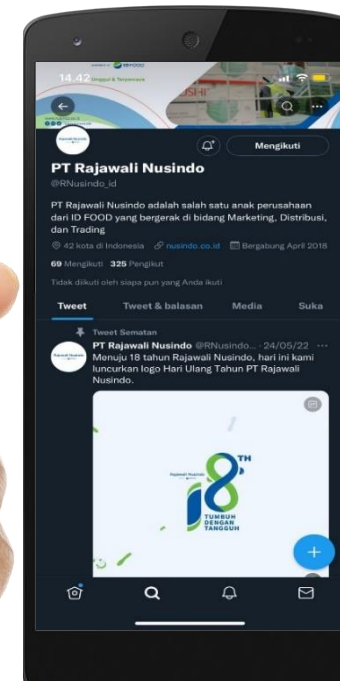 ID FOOD
14.42
Unggul & Terpercaya
Mengikuti
PT Rajawali Nusindo
@RNusindo_id
PT Rajawali Nusindo adalah salah satu anak perusahaan
dari ID FOOD yang bergerak di bidang Marketing, Distribusi,
dan Trading
42 kota di Indonesia nusindo.co.id Bergabung April 2018
69 Mengikuti 325 Pengikut
Tidak diikuti oleh siapa pun yang Anda ikuti
Tweet Tweet & balasan Media Suka
Tweet Sematan
PT Rajawali Nusindo @RNusindo... · 24/05/22 ...
Menuju 18 tahun Rajawali Nusindo, hari ini kami
luncurkan logo Hari Ulang Tahun PT Rajawali
Nusindo.
Rajawali Nusindo
18TH
TUMBUH
DENGAN
TANGGUH